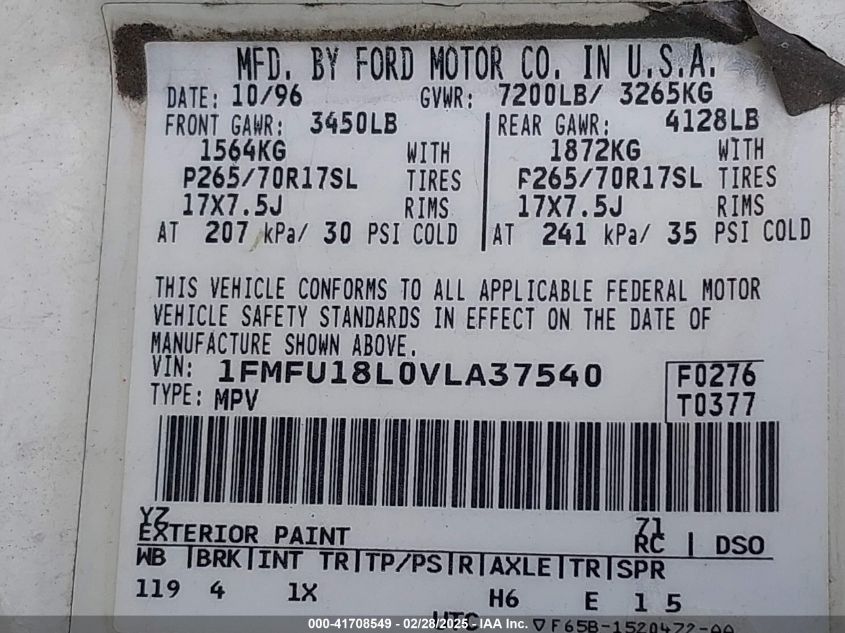 MFD. BY FORD MOTOR CO. IN U.S.A.
DATE: 10/96 GVWR: 7200LB/ 3265KG
FRONT GAWR: 3450LB REAR GAWR: 4128LB
1564KG WITH 1872KG WITH
P265/70R17SL TIRES P265/70R17SL TIRES
17X7.5J RIMS 17X7.5J RIMS
AT 207 kPa/ 30 PSI COLD AT 241 kPa/ 35 PSI COLD
THIS VEHICLE CONFORMS TO ALL APPLICABLE FEDERAL MOTOR
VEHICLE SAFETY STANDARDS IN EFFECT ON THE DATE OF
MANUFACTURE SHOWN ABOVE.
VIN: 1FMFU18L0VLA37540 F0276
TYPE: MPV T0377
YZ 71
EXTERIOR PAINT RC | DSO
WB |BRK|INT TR|TP/PS|R|AXLE|TR|SPR
119 4 1X H6 E 1 5
UTC ▽F65B-1520472-AA
000-41708549 - 02/28/2025 - IAA Inc.